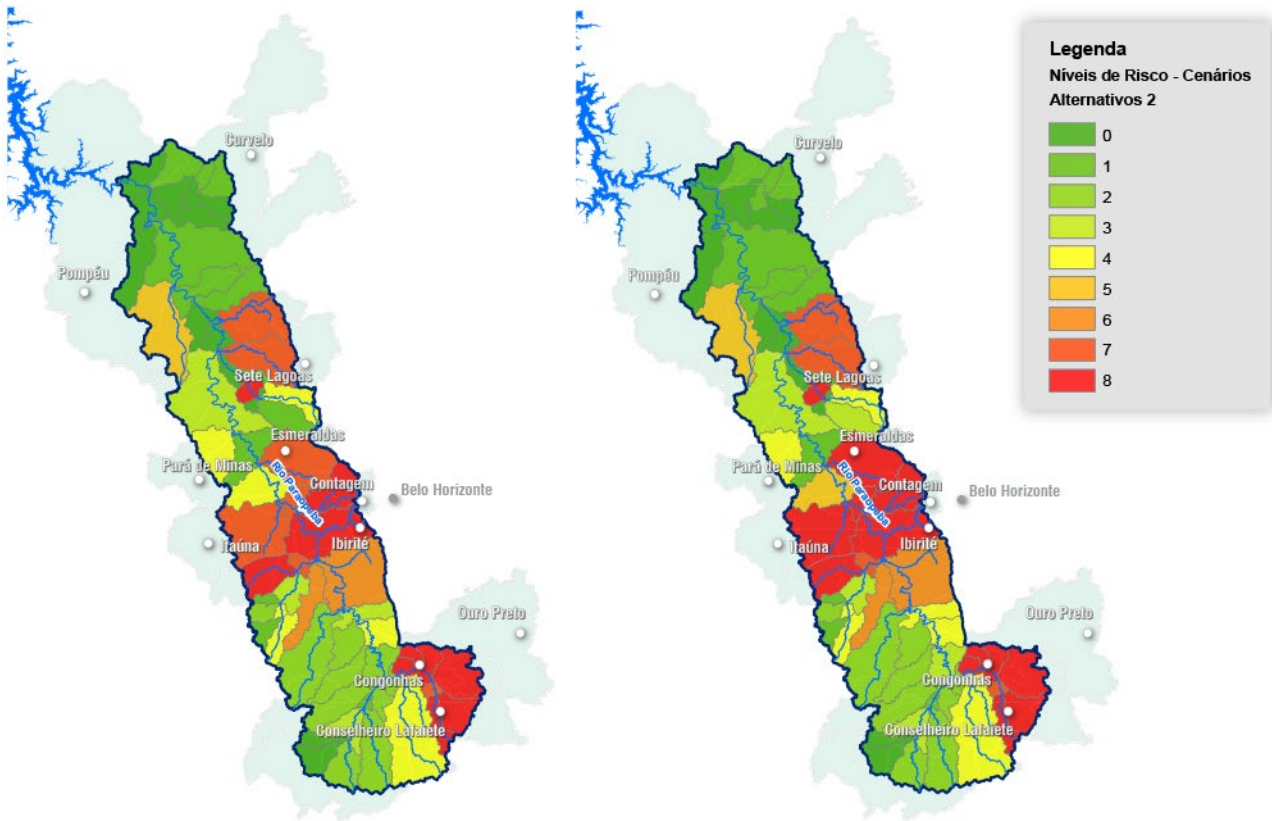 Curvelo
Pompéu
Sete Lagoas
Esmeraldas
Pará de Minas
Rio Paraopeba
Contagem
Belo Horizonte
Itaúna
Ibirité
Ouro Preto
Congonhas
Conselheiro Lafaiete
Curvelo
Pompéu
Sete Lagoas
Esmeraldas
Pará de Minas
Rio Paraopeba
Contagem
Belo Horizonte
Itaúna
Ibirité
Ouro Preto
Congonhas
Conselheiro Lafaiete
Legenda
Níveis de Risco - Cenários
Alternativos 2
0
1
2
3
4
5
6
7
8